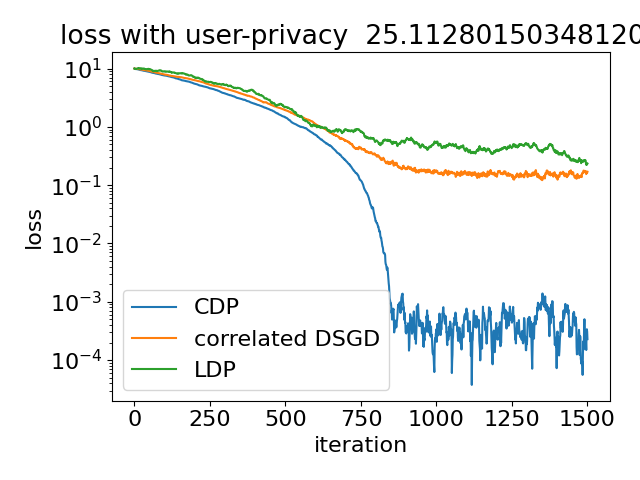 loss with user-privacy 25.11280150348120
10¹
10⁰
10⁻¹
10⁻²
10⁻³
10⁻⁴
loss
CDP
correlated DSGD
LDP
0 250 500 750 1000 1250 1500
iteration